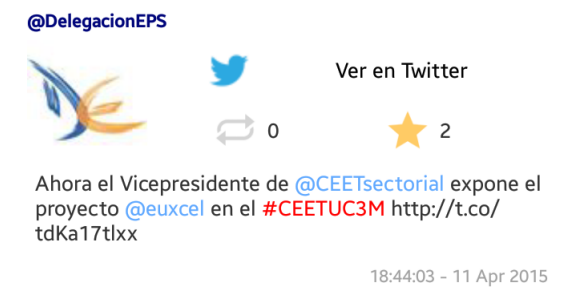 @DelegacionEPS
Ver en Twitter
0
2
Ahora el Vicepresidente de @CEETsectorial expone el
proyecto @euxcel en el #CEETUC3M http://t.co/
tdKa17tlxx
18:44:03 - 11 Apr 2015